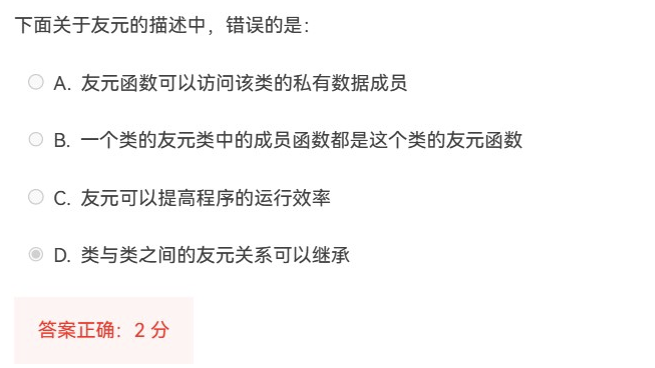 下面关于友元的描述中，错误的是：
A. 友元函数可以访问该类的私有数据成员
B. 一个类的友元类中的成员函数都是这个类的友元函数
C. 友元可以提高程序的运行效率
D. 类与类之间的友元关系可以继承
答案正确：2 分